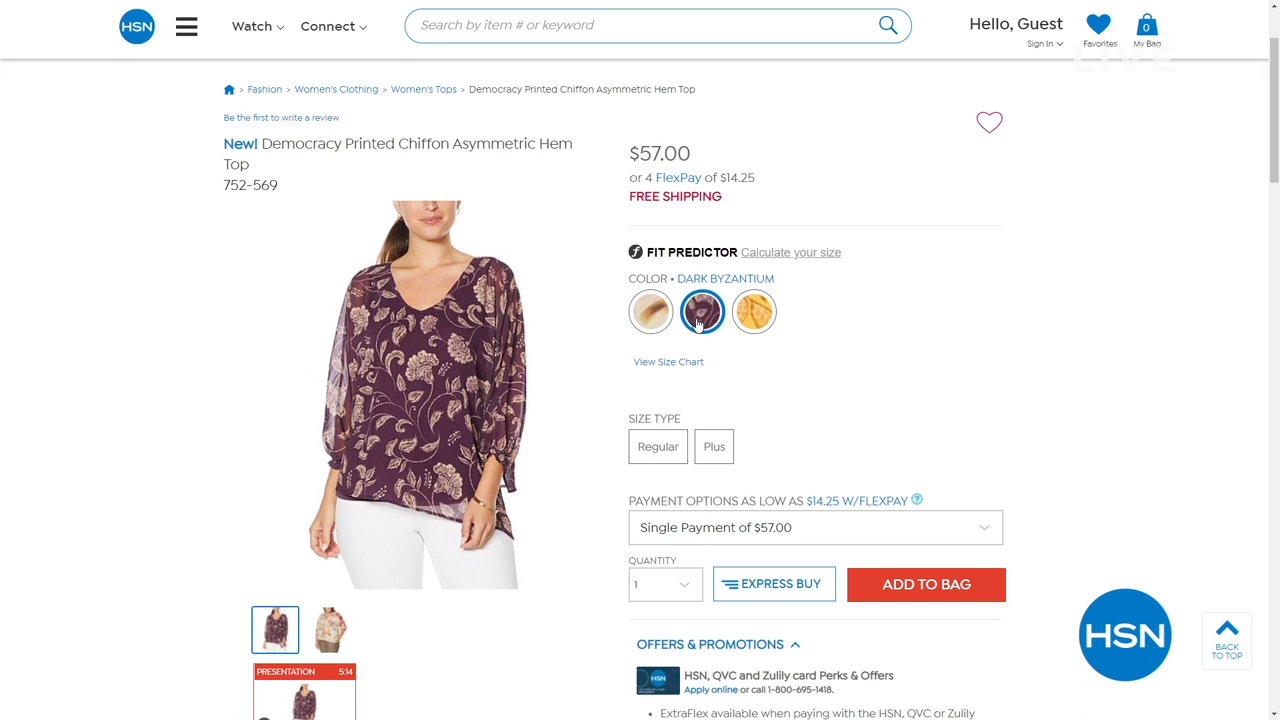 HSN
Watch
Connect
Search by item # or keyword
Hello, Guest
Sign In
Favorites
0
My Bag
LIVE
> Fashion > Women's Clothing > Women's Tops > Democracy Printed Chiffon Asymmetric Hem Top
Be the first to write a review
New! Democracy Printed Chiffon Asymmetric Hem
Top
752-569
$57.00
or 4 FlexPay of $14.25
FREE SHIPPING
FIT PREDICTOR Calculate your size
COLOR • DARK BYZANTIUM
View Size Chart
SIZE TYPE
Regular
Plus
PAYMENT OPTIONS AS LOW AS $14.25 W/FLEXPAY ?
Single Payment of $57.00
QUANTITY
1
EXPRESS BUY
ADD TO BAG
OFFERS & PROMOTIONS
HSN
HSN, QVC and Zulily card Perks & Offers
Apply online or call 1-800-695-1418.
• ExtraFlex available when paying with the HSN, QVC or Zulily
PRESENTATION 5:14
HSN
BACK
TO TOP